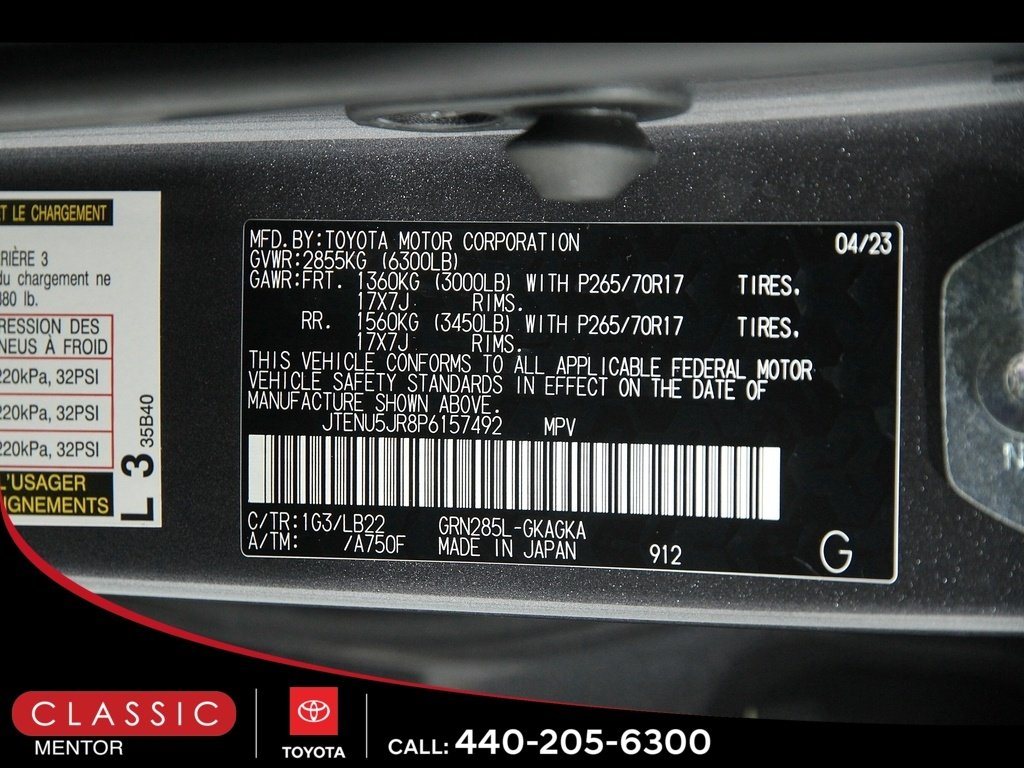 ET LE CHARGEMENT
RIÈRE 3
du chargement ne
380 lb.
RESSION DES
NEUS À FROID
220kPa, 32PSI
220kPa, 32PSI
220kPa, 32PSI
L'USAGER
IGNEMENTS
L 3 35B40
MFD.BY:TOYOTA MOTOR CORPORATION 04/23
GVWR:2855KG (6300LB)
GAWR:FRT. 1360KG (3000LB) WITH P265/70R17 TIRES.
17X7J RIMS.
RR. 1560KG (3450LB) WITH P265/70R17 TIRES.
17X7J RIMS.
THIS VEHICLE CONFORMS TO ALL APPLICABLE FEDERAL MOTOR
VEHICLE SAFETY STANDARDS IN EFFECT ON THE DATE OF
MANUFACTURE SHOWN ABOVE.
JTENU5JR8P6157492 MPV
C/TR:1G3/LB22 GRN285L-GKAGKA
A/TM: /A750F MADE IN JAPAN 912 G
N
CLASSIC
MENTOR
TOYOTA
CALL: 440-205-6300